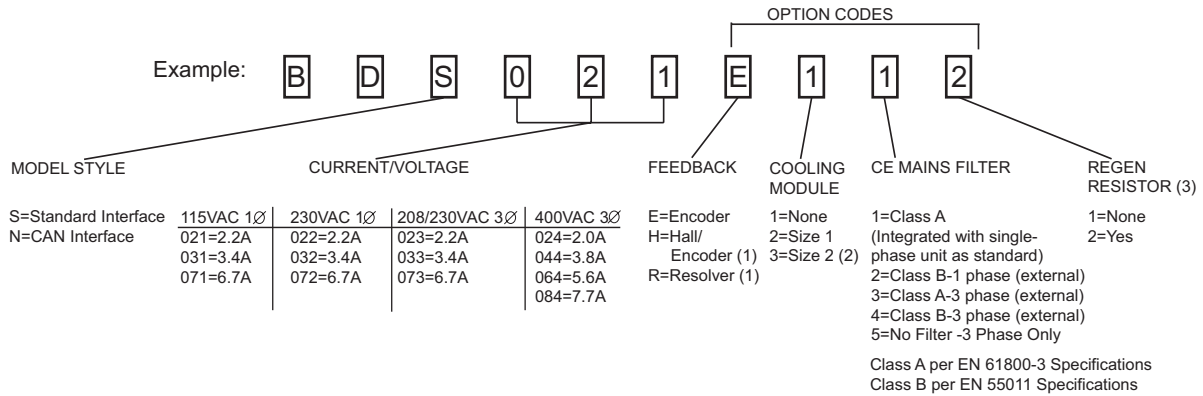 OPTION CODES
Example: B D S 0 2 1 E 1 1 2
MODEL STYLE
S=Standard Interface
N=CAN Interface
CURRENT/VOLTAGE
115VAC 1Ø 230VAC 1Ø 208/230VAC 3Ø 400VAC 3Ø
021=2.2A 022=2.2A 023=2.2A 024=2.0A
031=3.4A 032=3.4A 033=3.4A 044=3.8A
071=6.7A 072=6.7A 073=6.7A 064=5.6A
084=7.7A
FEEDBACK
E=Encoder
H=Hall/
Encoder (1)
R=Resolver (1)
COOLING
MODULE
1=None
2=Size 1
3=Size 2 (2)
CE MAINS FILTER
1=Class A
(Integrated with single-
phase unit as standard)
2=Class B-1 phase (external)
3=Class A-3 phase (external)
4=Class B-3 phase (external)
5=No Filter -3 Phase Only
Class A per EN 61800-3 Specifications
Class B per EN 55011 Specifications
REGEN
RESISTOR (3)
1=None
2=Yes